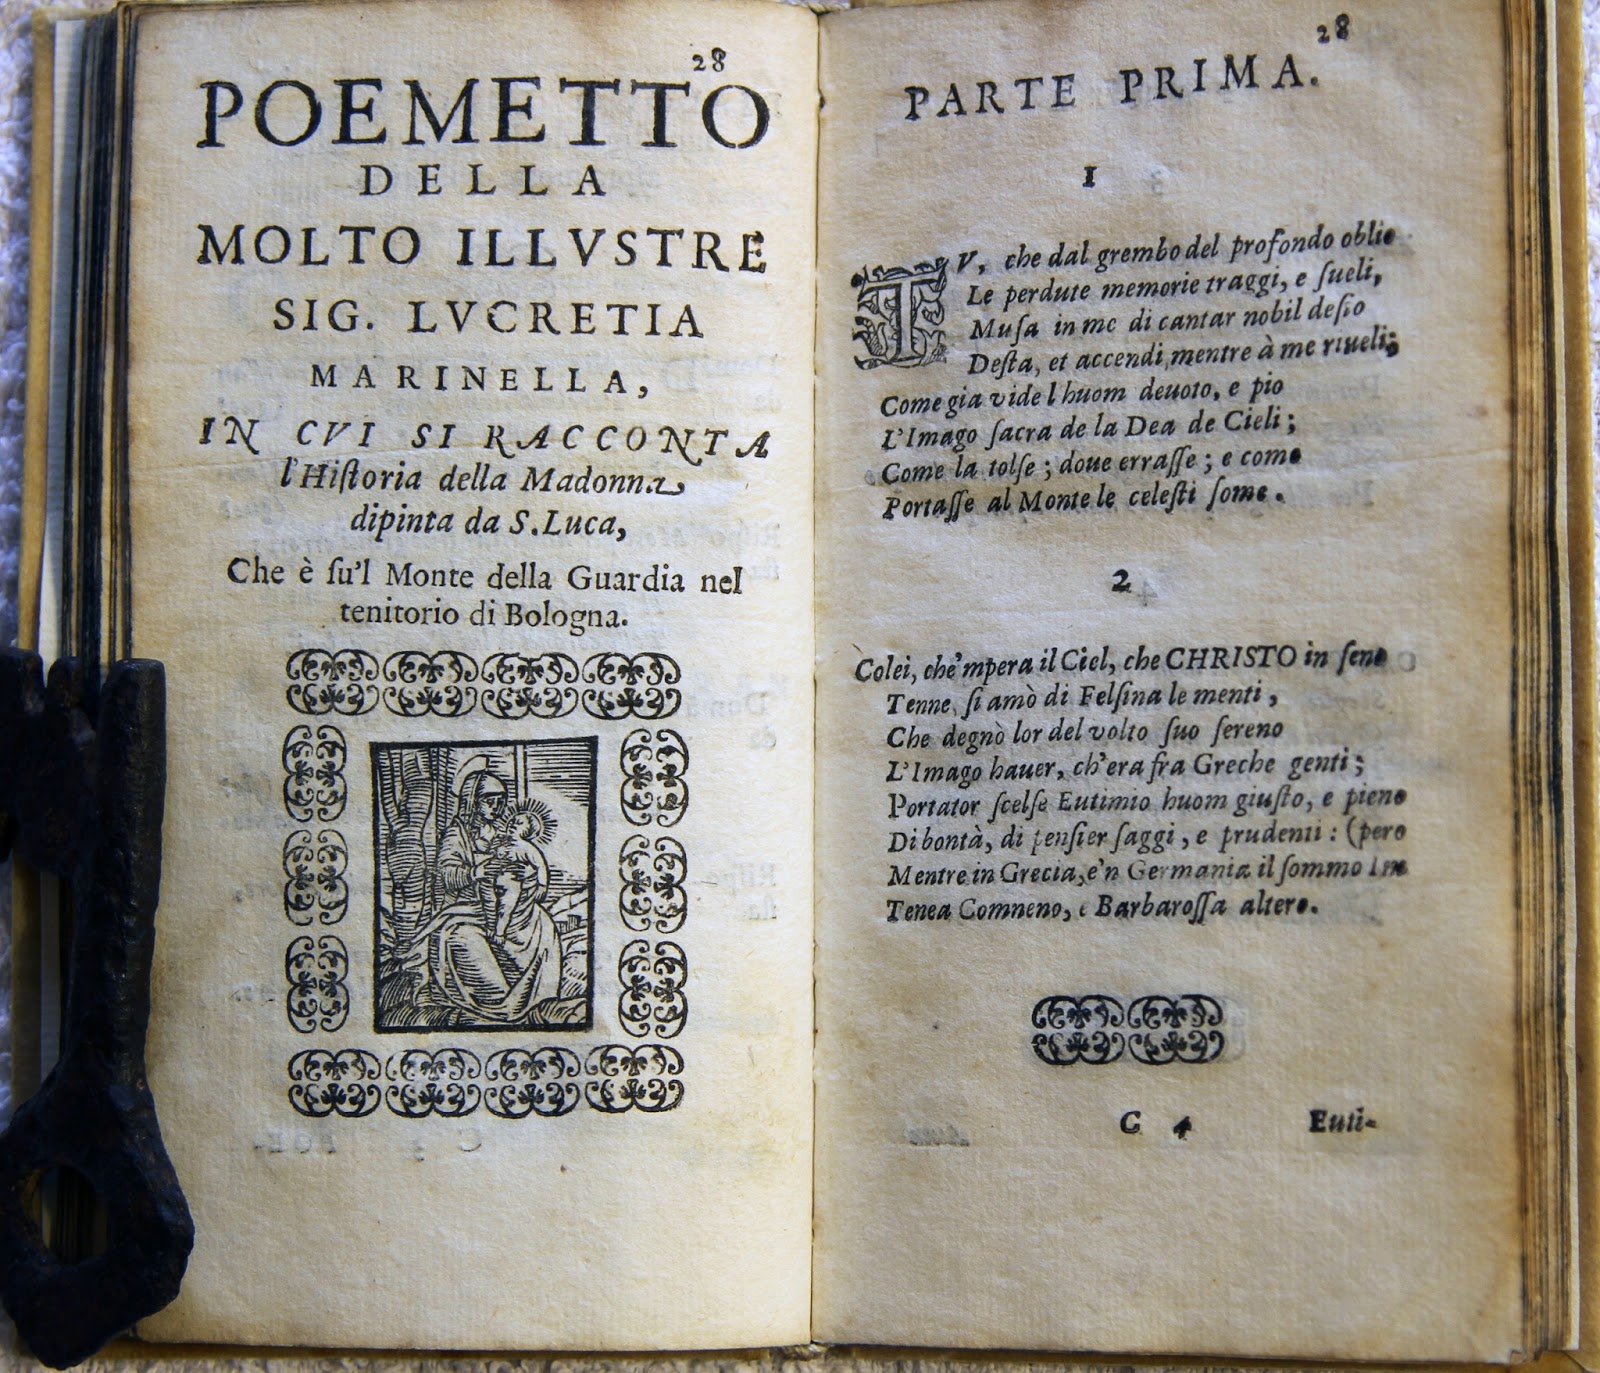 28
POEMETTO
DELLA
MOLTO ILLVSTRE
SIG. LVCRETIA
MARINELLA,
IN CVI SI RACCONTA
l'Hiſtoria della Madonna
dipinta da S. Luca,
Che è ſu'l Monte della Guardia nel
tenitorio di Bologna.
28
PARTE PRIMA.
1
TV, che dal grembo del profondo oblio
Le perdute memorie traggi, e ſueli,
Muſa in me di cantar nobil deſio
Deſta, et accendi, mentre à me riueli;
Come gia vide l huom deuoto, e pio
L'Imago ſacra de la Dea de Cieli;
Come la tolſe; doue erraſſe; e come
Portaſſe al Monte le celeſti ſome.
2
Colei, che'mpera il Ciel, che CHRISTO in ſeno
Tenne, ſi amò di Felſina le menti,
Che degnò lor del volto ſuo ſereno
L'Imago hauer, ch'era fra Greche genti;
Portator ſcelſe Eutimio huom giuſto, e pieno
Di bontà, di penſier ſaggi, e prudenti: (pero
Mentre in Grecia, e'n Germania il ſommo Im
Tenea Comneno, e Barbaroſſa altero.
C 4 Euti-